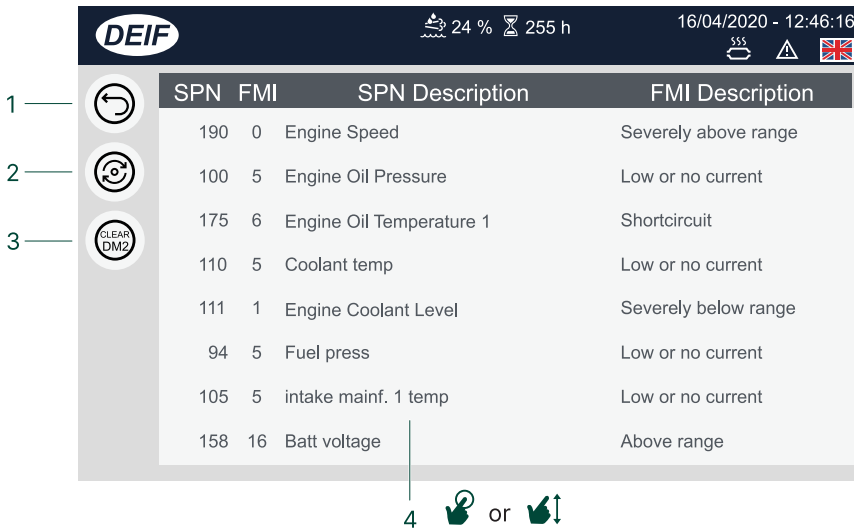 DEIF
24 % 255 h
16/04/2020 - 12:46:16
SPN FMI SPN Description FMI Description
1
190 0 Engine Speed Severely above range
2
100 5 Engine Oil Pressure Low or no current
175 6 Engine Oil Temperature 1 Shortcircuit
3
CLEAR
DM2
110 5 Coolant temp Low or no current
111 1 Engine Coolant Level Severely below range
94 5 Fuel press Low or no current
105 5 intake mainf. 1 temp Low or no current
158 16 Batt voltage Above range
4 or